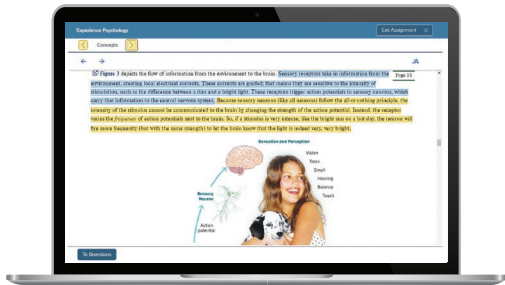 Experience Psychology
Exit Assignment X
Concepts
Page 88
Figure 3 depicts the flow of information from the environment to the brain. Sensory receptors take in information from the
environment, creating local electrical currents. These currents are graded; that means they are sensitive to the intensity of
stimulation, such as the difference between a dim and a bright light. These receptors trigger action potentials in sensory neurons, which
carry that information to the central nervous system. Because sensory neurons (like all neurons) follow the all-or-nothing principle, the
intensity of the stimulus cannot be communicated to the brain by changing the strength of the action potential. Instead, the receptor
varies the frequency of action potentials sent to the brain. So, if a stimulus is very intense, like the bright sun on a hot day, the neuron will
fire more frequently (but with the same strength) to let the brain know that the light is indeed very, very bright.
Sensation and Perception
Vision
Taste
Smell
Hearing
Balance
Touch
Sensory
Neuron
Action
potential
To Questions